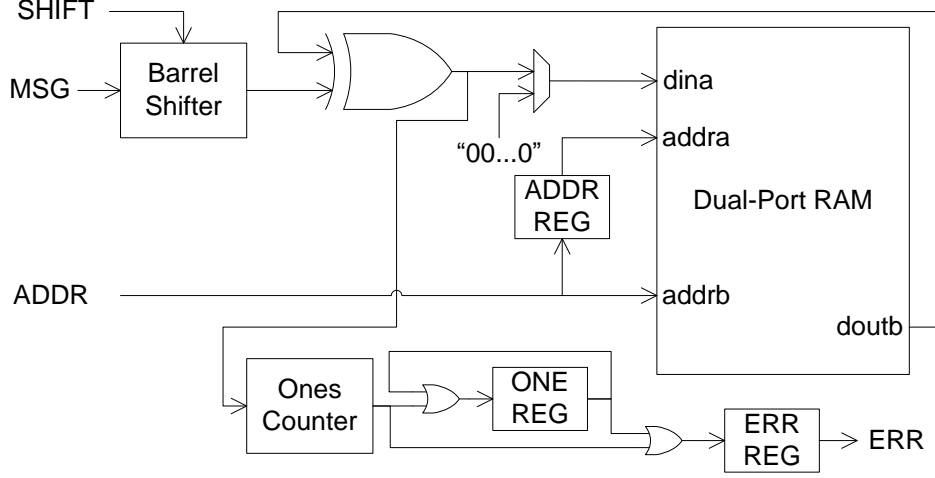 SHIFT
MSG
Barrel
Shifter
dina
"00...0"
addra
ADDR
REG
Dual-Port RAM
ADDR
addrb
doutb
Ones
Counter
ONE
REG
ERR
REG
ERR